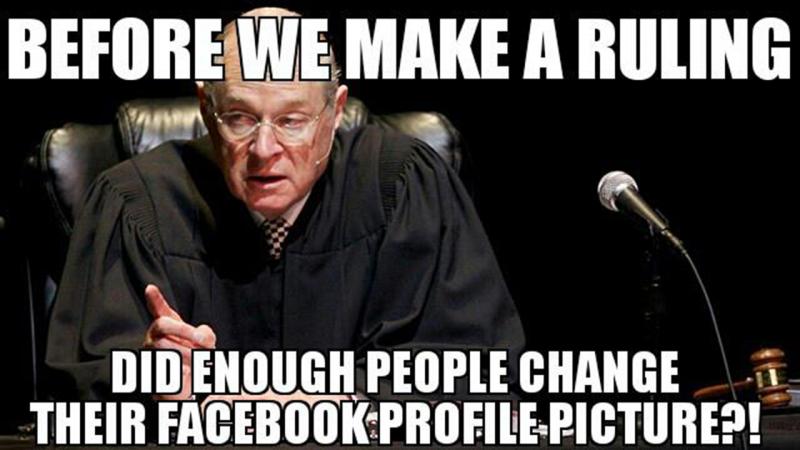 BEFORE WE MAKE A RULING
DID ENOUGH PEOPLE CHANGE
THEIR FACEBOOK PROFILE PICTURE?!